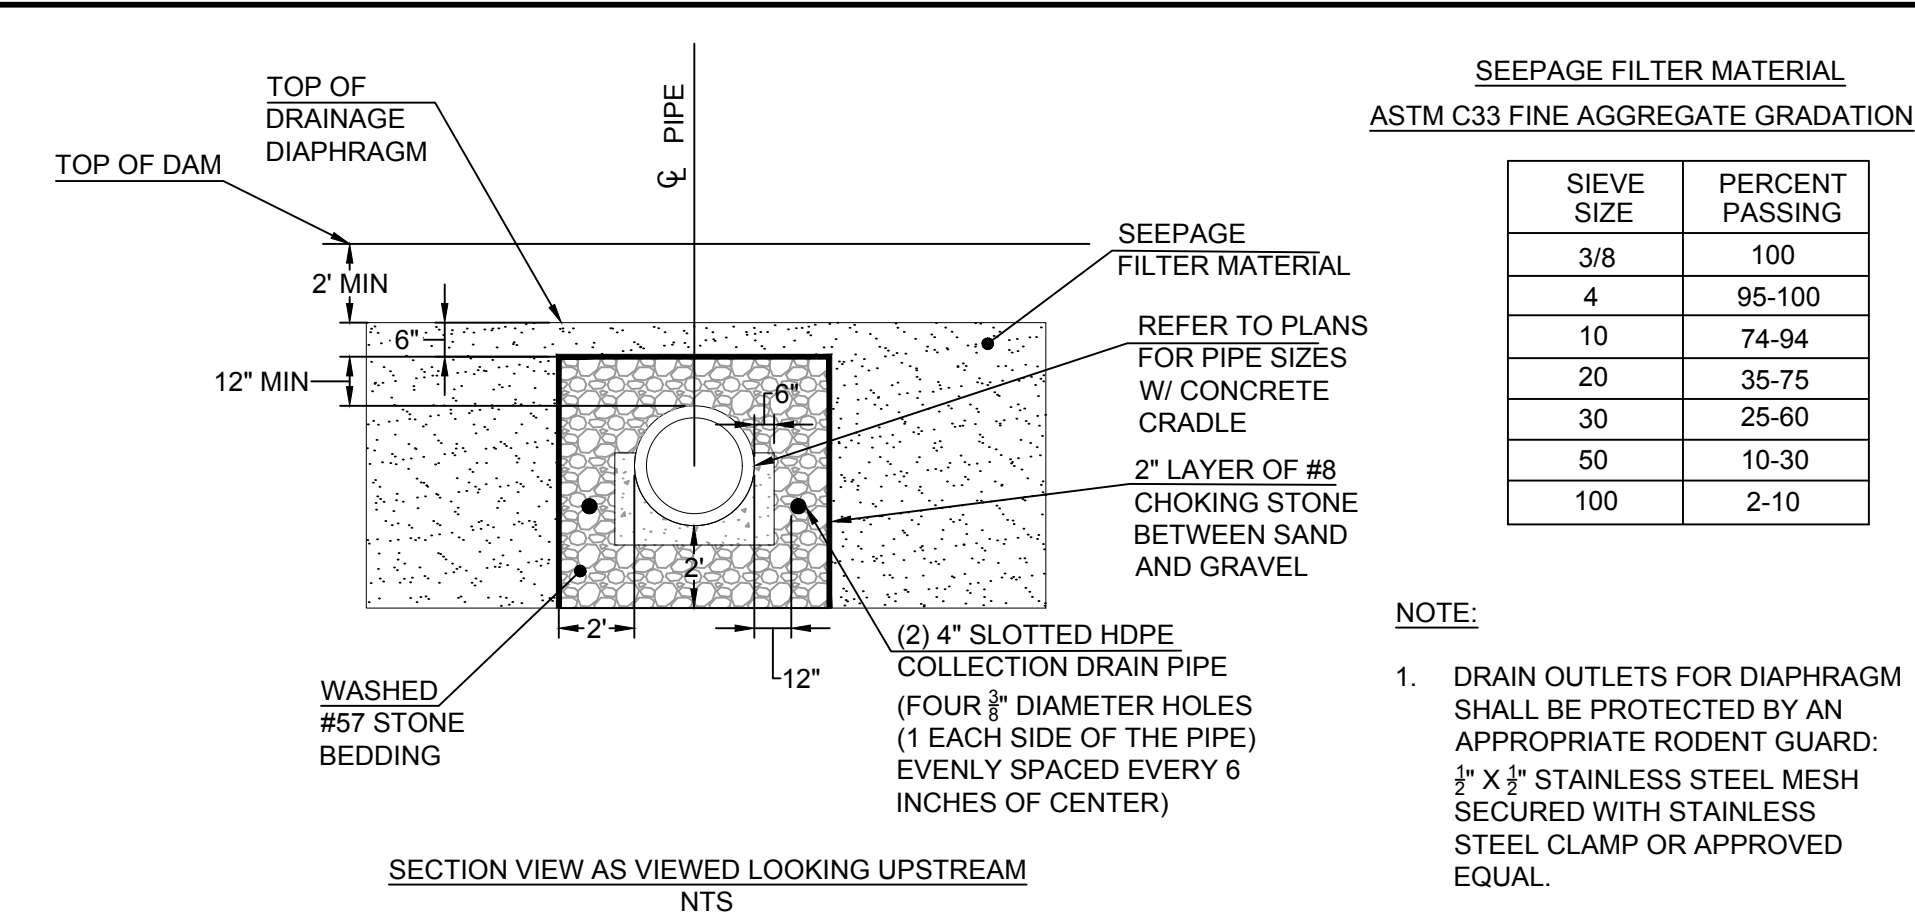 TOP OF
DRAINAGE
DIAPHRAGM
TOP OF DAM
℄ PIPE
2' MIN
6"
12" MIN
6"
2'
2'
12"
SEEPAGE
FILTER MATERIAL
REFER TO PLANS
FOR PIPE SIZES
W/ CONCRETE
CRADLE
2" LAYER OF #8
CHOKING STONE
BETWEEN SAND
AND GRAVEL
(2) 4" SLOTTED HDPE
COLLECTION DRAIN PIPE
(FOUR 3/8" DIAMETER HOLES
(1 EACH SIDE OF THE PIPE)
EVENLY SPACED EVERY 6
INCHES OF CENTER)
WASHED
#57 STONE
BEDDING
SECTION VIEW AS VIEWED LOOKING UPSTREAM
NTS
SEEPAGE FILTER MATERIAL
ASTM C33 FINE AGGREGATE GRADATION
SIEVE SIZE PERCENT PASSING
3/8 100
4 95-100
10 74-94
20 35-75
30 25-60
50 10-30
100 2-10
NOTE:
1. DRAIN OUTLETS FOR DIAPHRAGM
SHALL BE PROTECTED BY AN
APPROPRIATE RODENT GUARD:
1/2" X 1/2" STAINLESS STEEL MESH
SECURED WITH STAINLESS
STEEL CLAMP OR APPROVED
EQUAL.